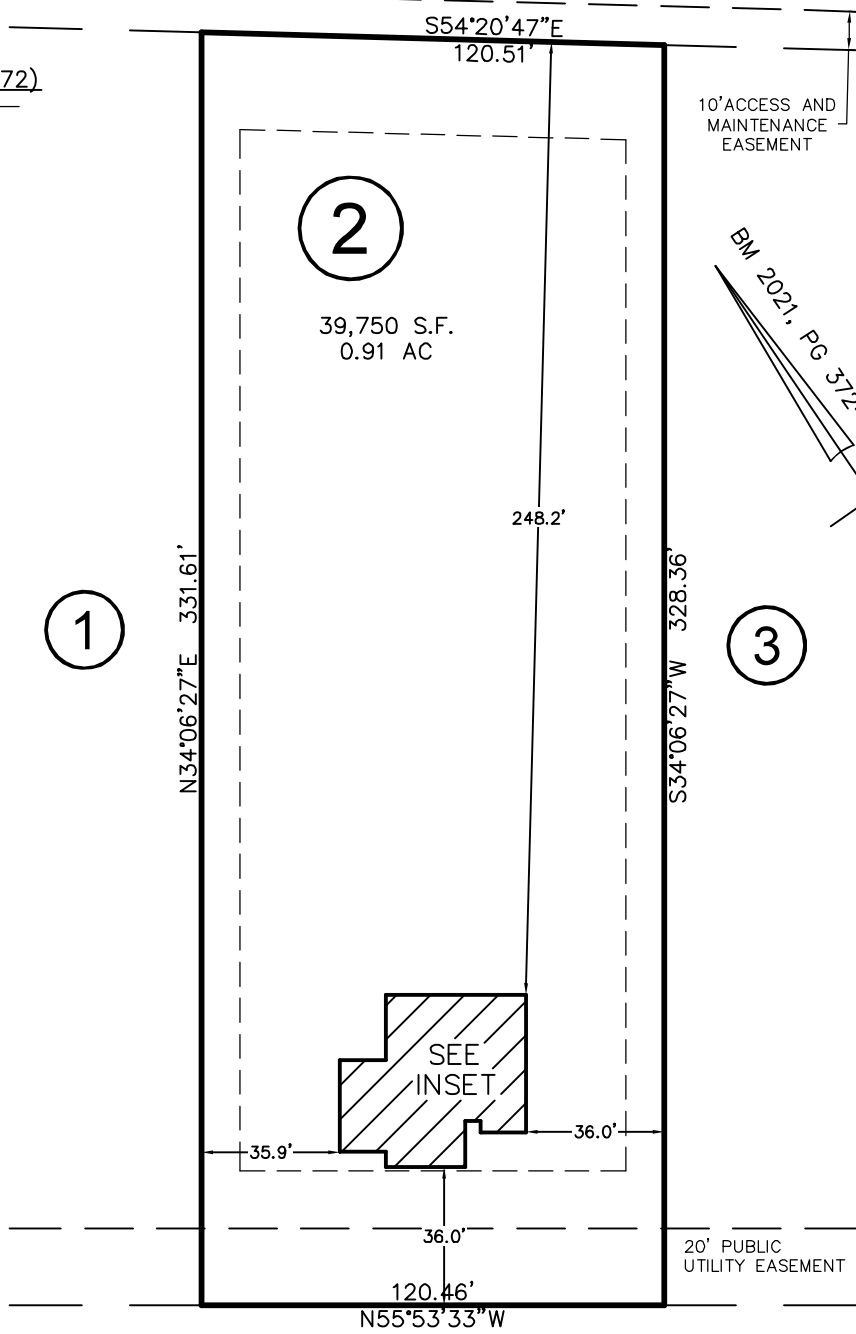 S54°20'47"E
120.51'
72)
10'ACCESS AND
MAINTENANCE
EASEMENT
2
BM 2021, PG 372
39,750 S.F.
0.91 AC
248.2'
N34°06'27"E 331.61'
S34°06'27"W 328.36'
1
3
SEE
INSET
35.9'
36.0'
36.0'
20' PUBLIC
UTILITY EASEMENT
120.46'
N55°53'33"W